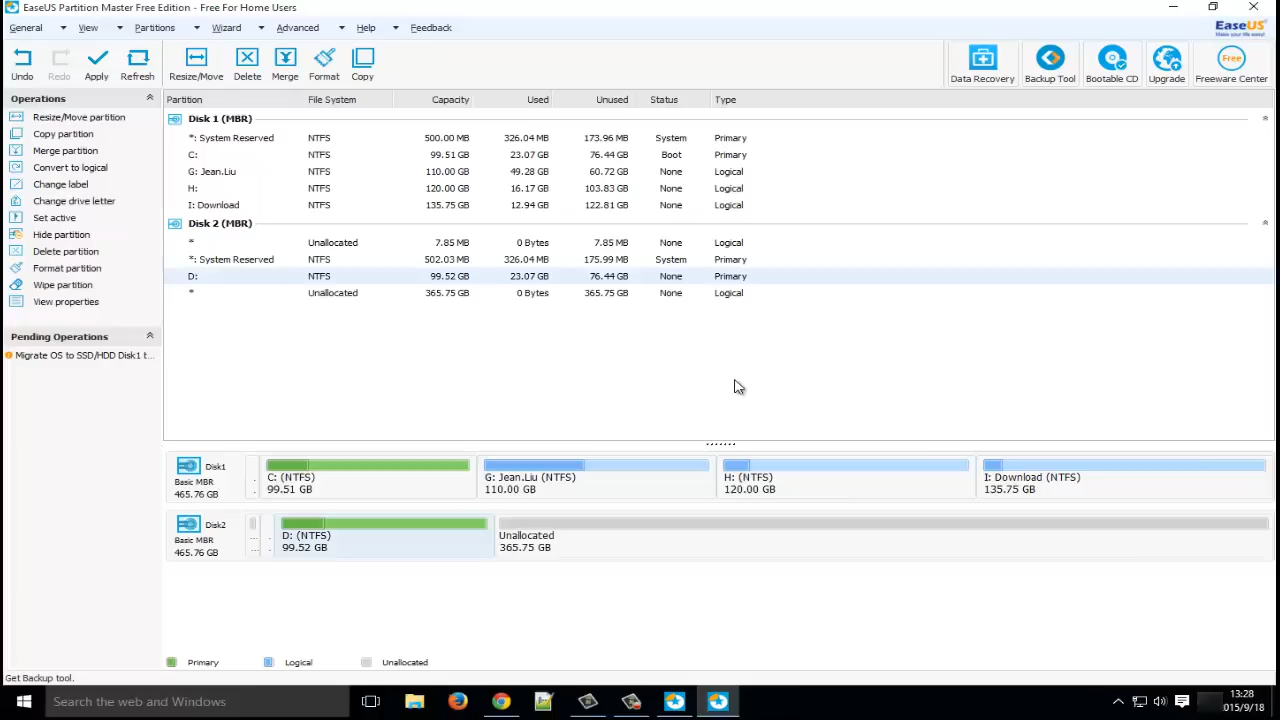 EaseUS Partition Master Free Edition - Free For Home Users
General View Partitions Wizard Advanced Help Feedback
EaseUS
Make your life easy!
Undo Redo Apply Refresh Resize/Move Delete Merge Format Copy Data Recovery Backup Tool Bootable CD Upgrade Free Freeware Center
Operations
Resize/Move partition
Copy partition
Merge partition
Convert to logical
Change label
Change drive letter
Set active
Hide partition
Delete partition
Format partition
Wipe partition
View properties
Pending Operations
Migrate OS to SSD/HDD Disk1 t...
Partition File System Capacity Used Unused Status Type
Disk 1 (MBR)
*: System Reserved NTFS 500.00 MB 326.04 MB 173.96 MB System Primary
C: NTFS 99.51 GB 23.07 GB 76.44 GB Boot Primary
G: Jean.Liu NTFS 110.00 GB 49.28 GB 60.72 GB None Logical
H: NTFS 120.00 GB 16.17 GB 103.83 GB None Logical
I: Download NTFS 135.75 GB 12.94 GB 122.81 GB None Logical
Disk 2 (MBR)
* Unallocated 7.85 MB 0 Bytes 7.85 MB None Logical
*: System Reserved NTFS 502.03 MB 326.04 MB 175.99 MB System Primary
D: NTFS 99.52 GB 23.07 GB 76.44 GB None Primary
* Unallocated 365.75 GB 0 Bytes 365.75 GB None Logical
Disk1
Basic MBR
465.76 GB
C: (NTFS)
99.51 GB
G: Jean.Liu (NTFS)
110.00 GB
H: (NTFS)
120.00 GB
I: Download (NTFS)
135.75 GB
Disk2
Basic MBR
465.76 GB
D: (NTFS)
99.52 GB
Unallocated
365.75 GB
Primary Logical Unallocated
Get Backup tool.
Search the web and Windows
13:28
015/9/18